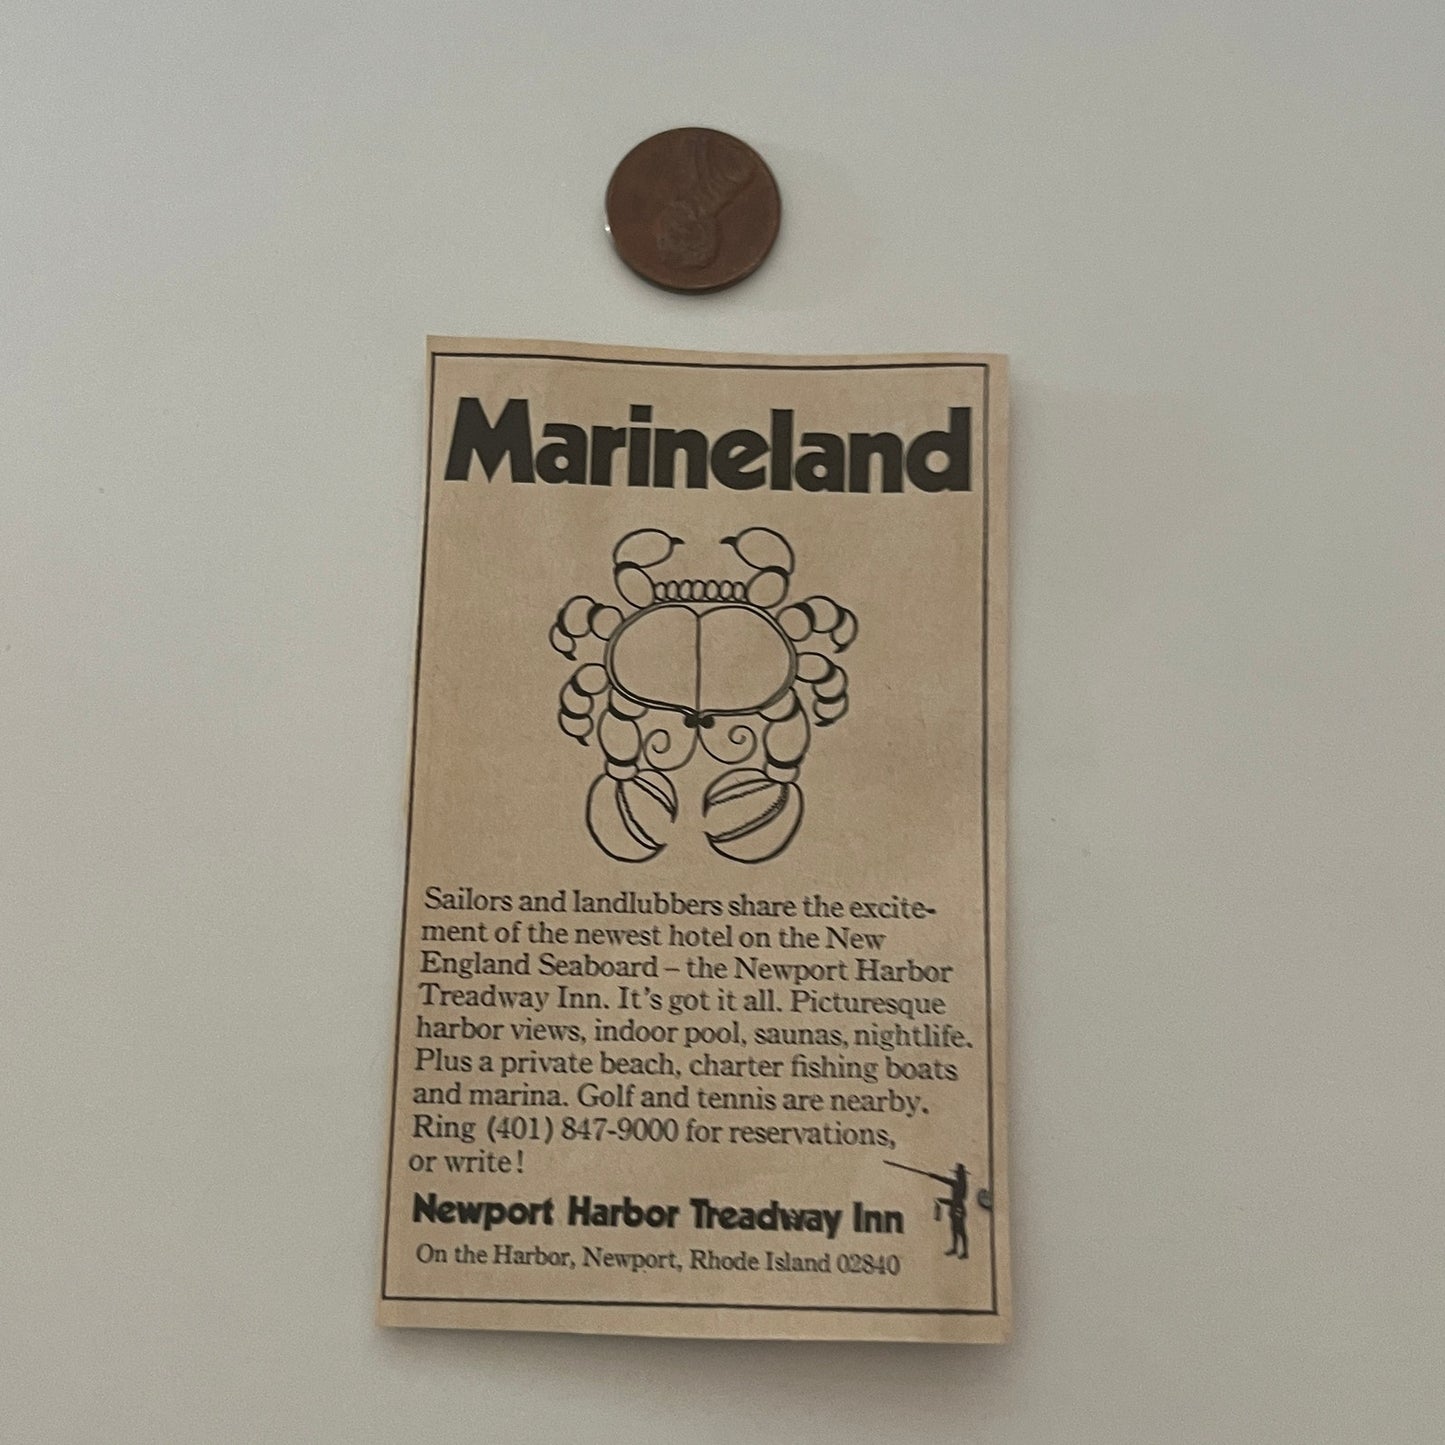 Marineland
Sailors and landlubbers share the excite-
ment of the newest hotel on the New
England Seaboard – the Newport Harbor
Treadway Inn. It's got it all. Picturesque
harbor views, indoor pool, saunas, nightlife.
Plus a private beach, charter fishing boats
and marina. Golf and tennis are nearby.
Ring (401) 847-9000 for reservations,
or write!
Newport Harbor Treadway Inn
On the Harbor, Newport, Rhode Island 02840